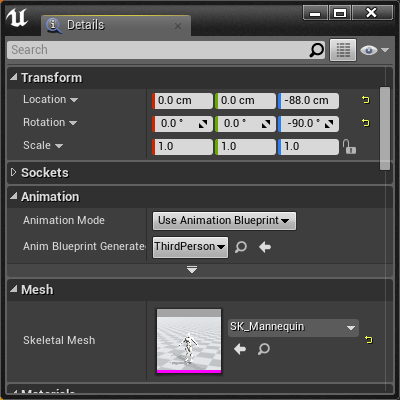 Details
Search
Transform
Location 0.0 cm 0.0 cm -88.0 cm
Rotation 0.0 ° 0.0 ° -90.0 °
Scale 1.0 1.0 1.0
Sockets
Animation
Animation Mode Use Animation Blueprint
Anim Blueprint Generate ThirdPerson
Mesh
Skeletal Mesh SK_Mannequin
Materials